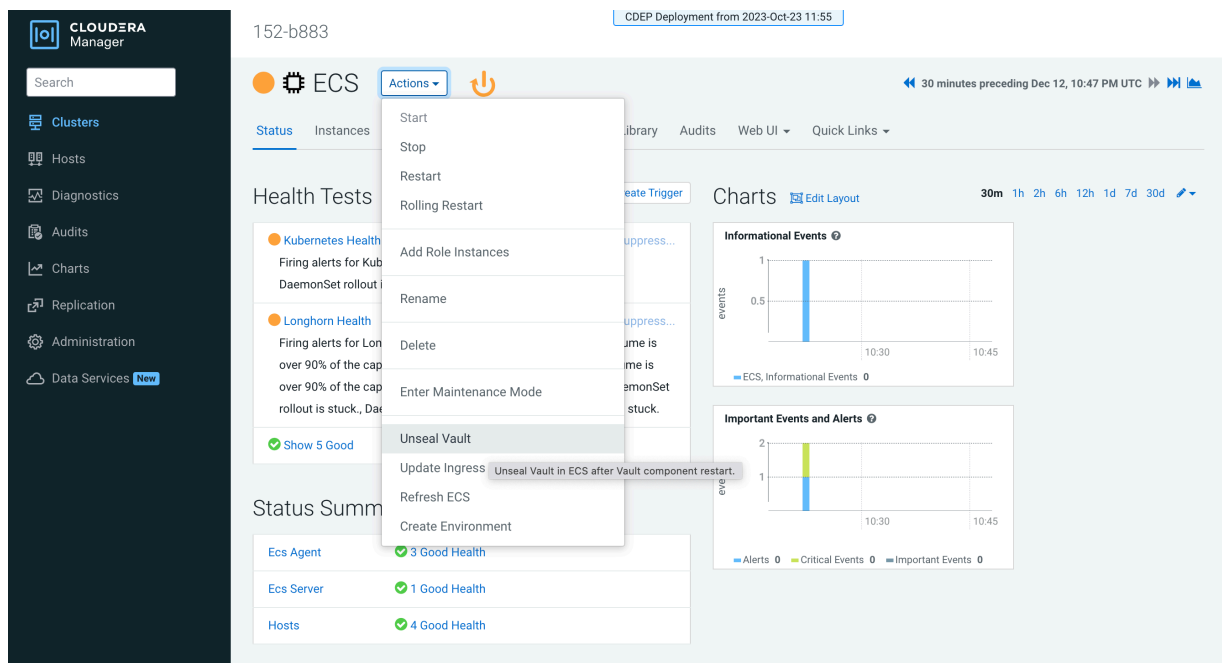 CLOUDERA
Manager
Search
Clusters
Hosts
Diagnostics
Audits
Charts
Replication
Administration
Data Services New
152-b883
CDEP Deployment from 2023-Oct-23 11:55
ECS
Actions
30 minutes preceding Dec 12, 10:47 PM UTC
Status Instances Library Audits Web UI Quick Links
Start
Stop
Restart
Rolling Restart
Add Role Instances
Rename
Delete
Enter Maintenance Mode
Unseal Vault
Update Ingress
Unseal Vault in ECS after Vault component restart.
Refresh ECS
Create Environment
Health Tests
Create Trigger
Kubernetes Health
Suppress...
Firing alerts for Kub
DaemonSet rollout i
Longhorn Health
Suppress...
Firing alerts for Lon
ume is
over 90% of the cap
me is
over 90% of the cap
emonSet
rollout is stuck., Dae
stuck.
Show 5 Good
Status Summ
Ecs Agent 3 Good Health
Ecs Server 1 Good Health
Hosts 4 Good Health
Charts
Edit Layout
30m 1h 2h 6h 12h 1d 7d 30d
Informational Events
events
1
0.5
10:30 10:45
ECS, Informational Events 0
Important Events and Alerts
eve
2
1
10:30 10:45
Alerts 0 Critical Events 0 Important Events 0